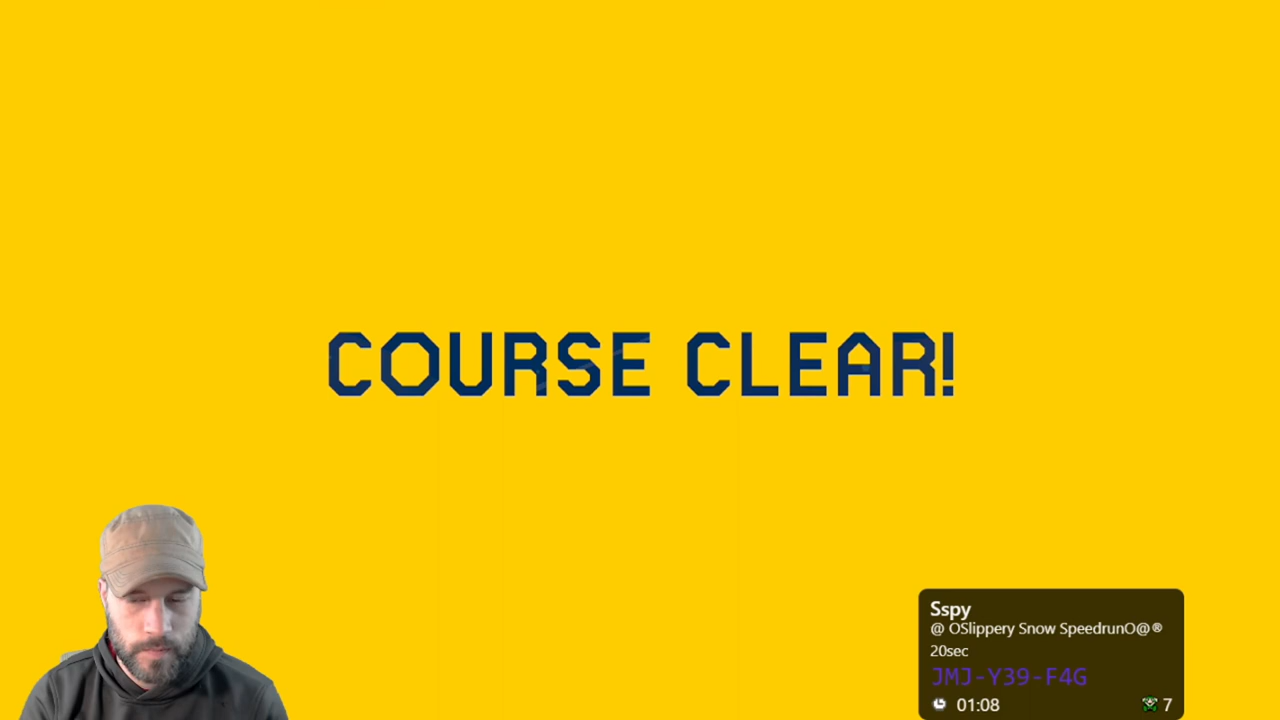 COURSE CLEAR!
Sspy
@ OSlippery Snow SpeedrunO@®
20sec
JMJ-Y39-F4G
01:08
7